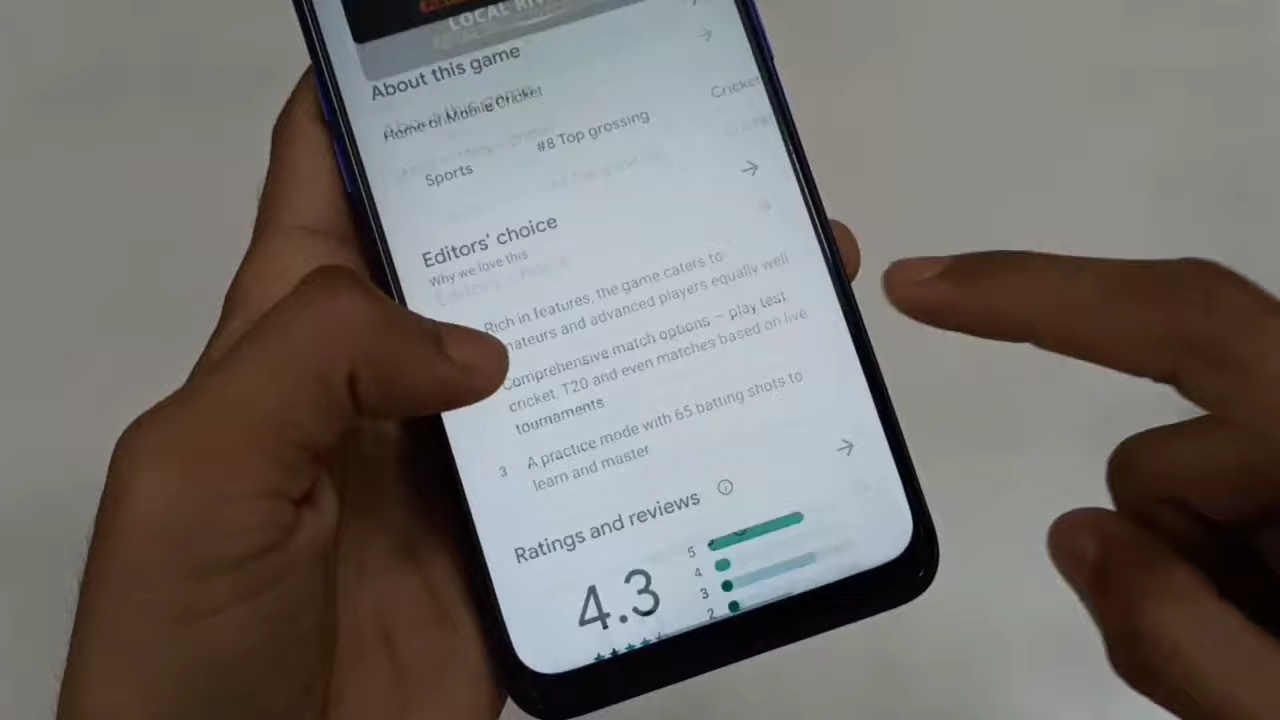 LOCAL
About this game
Home of Mobile Cricket
Cricket
#8 Top grossing
Sports
Editors' choice
Why we love this
Rich in features, the game caters to
mateurs and advanced players equally well
Comprehensive match options – play test
cricket, T20 and even matches based on live
tournaments
3 A practice mode with 65 batting shots to
learn and master
Ratings and reviews
4.3
5
4
3
2